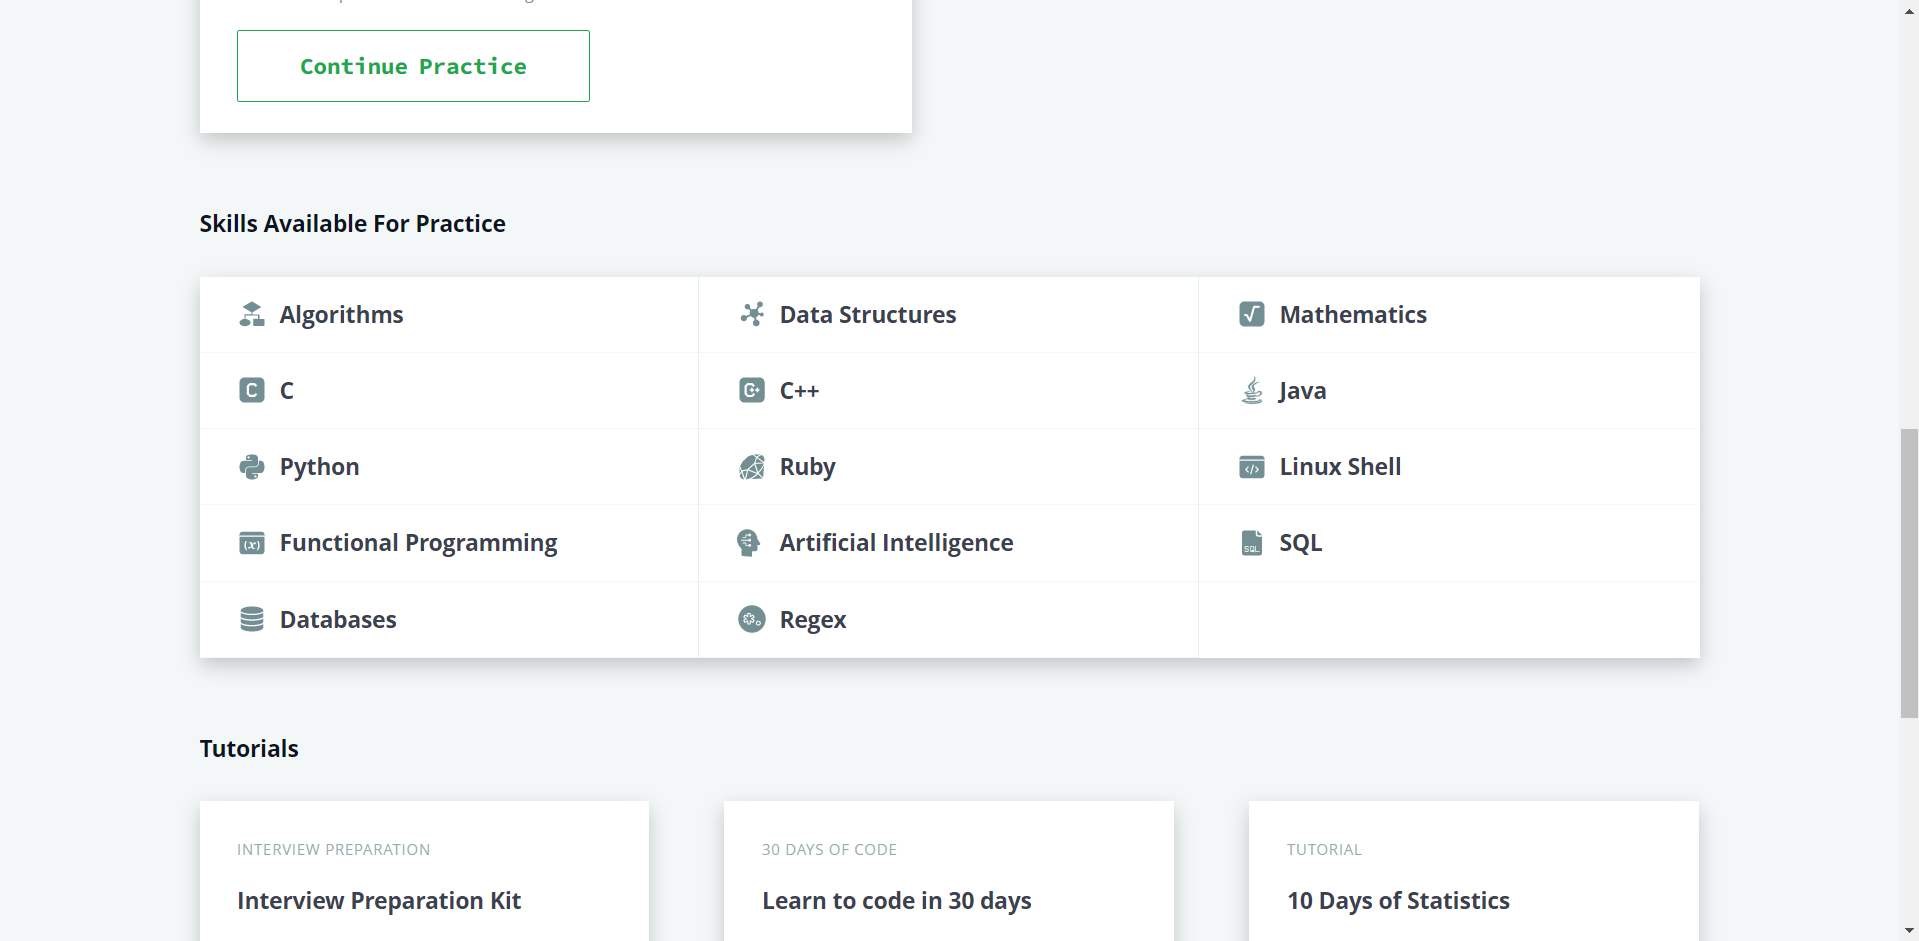 Continue Practice
Skills Available For Practice
Algorithms
Data Structures
Mathematics
C
C++
Java
Python
Ruby
Linux Shell
Functional Programming
Artificial Intelligence
SQL
Databases
Regex
Tutorials
INTERVIEW PREPARATION
30 DAYS OF CODE
TUTORIAL
Interview Preparation Kit
Learn to code in 30 days
10 Days of Statistics